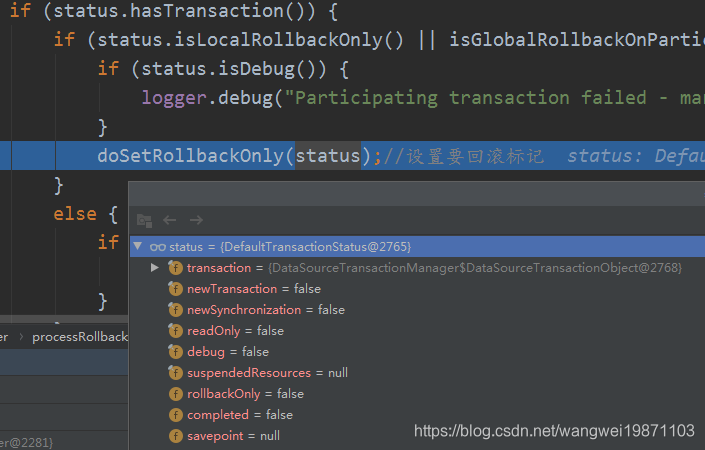 if (status.hasTransaction()) {
if (status.isLocalRollbackOnly() || isGlobalRollbackOnPartic
if (status.isDebug()) {
logger.debug("Participating transaction failed - mar
}
doSetRollbackOnly(status);//设置要回滚标记 status: Defau
}
else {
if
}
er › processRollback
er@2281}
status = {DefaultTransactionStatus@2765}
transaction = {DataSourceTransactionManager$DataSourceTransactionObject@2768}
newTransaction = false
newSynchronization = false
readOnly = false
debug = false
suspendedResources = null
rollbackOnly = false
completed = false
savepoint = null
https://blog.csdn.net/wangwei19871103